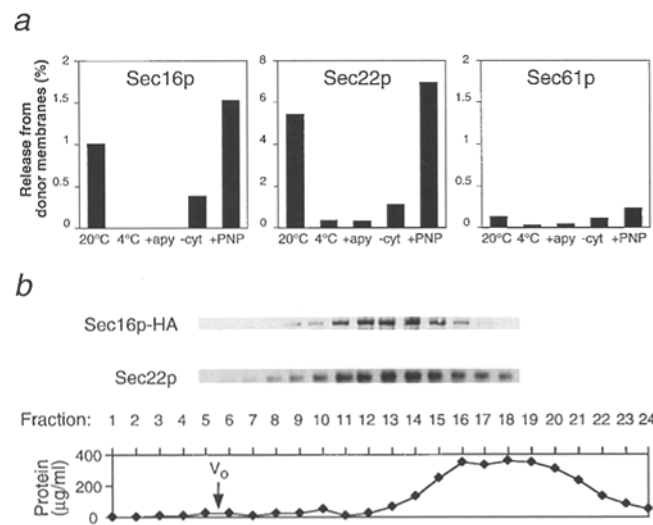 a
Release from
donor membranes (%)
2
1.5
1
0.5
0
Sec16p
20°C 4°C +apy -cyt +PNP
8
6
4
2
0
Sec22p
20°C 4°C +apy -cyt +PNP
2
1.5
1
0.5
0
Sec61p
20°C 4°C +apy -cyt +PNP
b
Sec16p-HA
Sec22p
Fraction: 1 2 3 4 5 6 7 8 9 10 11 12 13 14 15 16 17 18 19 20 21 22 23 24
Protein
(µg/ml)
400
200
0
Vo